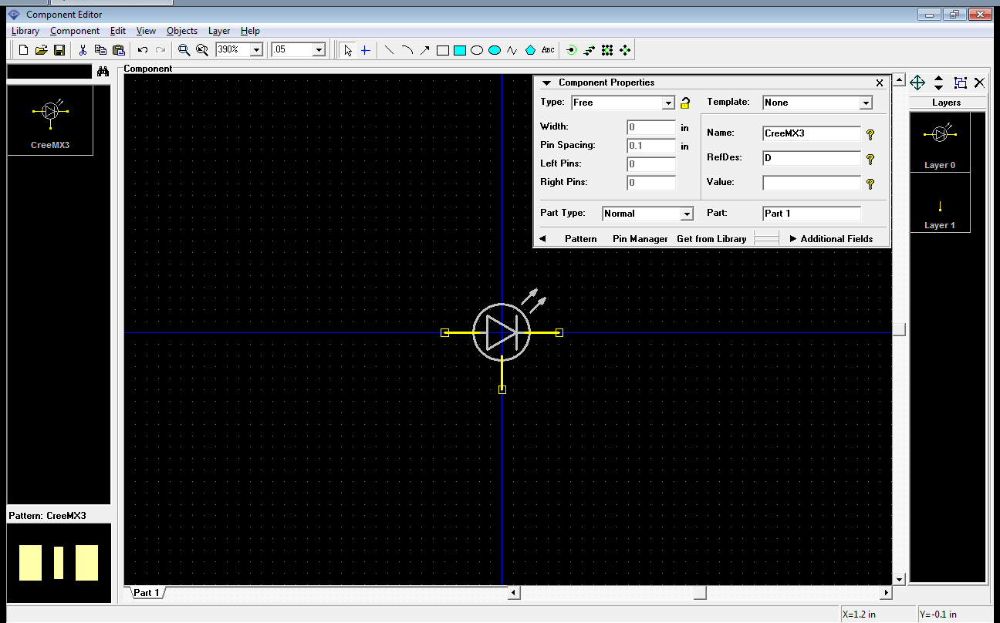 Component Editor
Library Component Edit View Objects Layer Help
390% .05 ABC
Component
CreeMX3
Component Properties
Type: Free Template: None
Width: 0 in
Pin Spacing: 0.1 in
Left Pins: 0
Right Pins: 0
Name: CreeMX3
RefDes: D
Value:
Part Type: Normal Part: Part 1
Pattern Pin Manager Get from Library Additional Fields
Layers
Layer 0
Layer 1
Pattern: CreeMX3
Part 1
X=1.2 in Y=-0.1 in